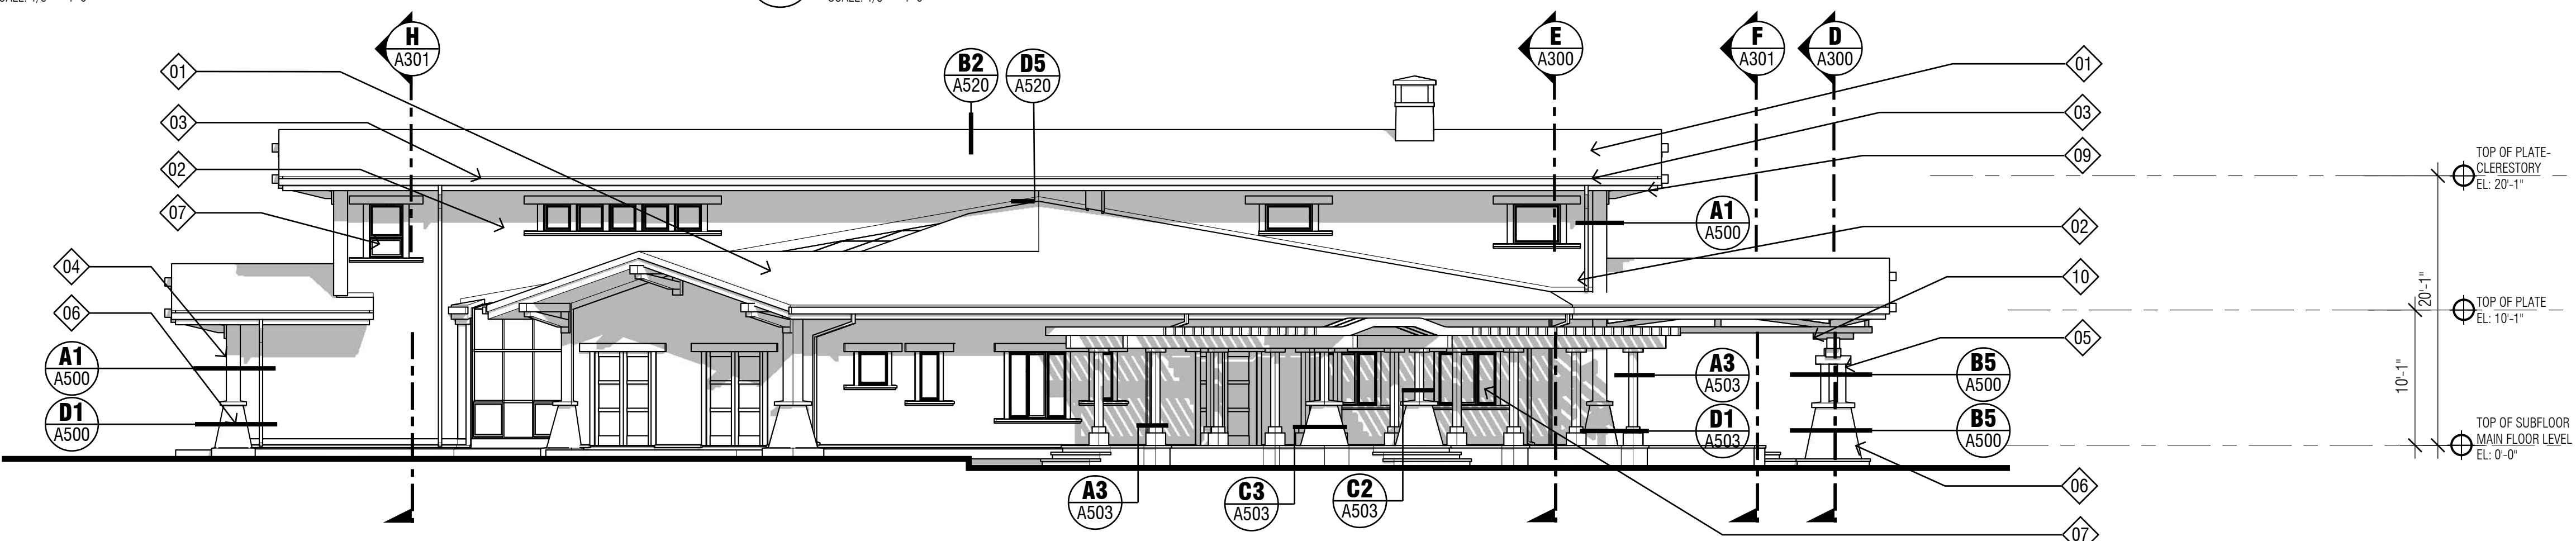 H
A301
E
A300
F
A301
D
A300
B2
A520
D5
A520
01
01
03
03
02
09
07
TOP OF PLATE-
CLERESTORY
EL: 20'-1"
A1
A500
02
04
10
06
20'-1"
TOP OF PLATE
EL: 10'-1"
05
A1
A500
A3
A503
B5
A500
10'-1"
D1
A500
D1
A503
B5
A500
TOP OF SUBFLOOR
MAIN FLOOR LEVEL
EL: 0'-0"
A3
A503
C3
A503
C2
A503
06
07